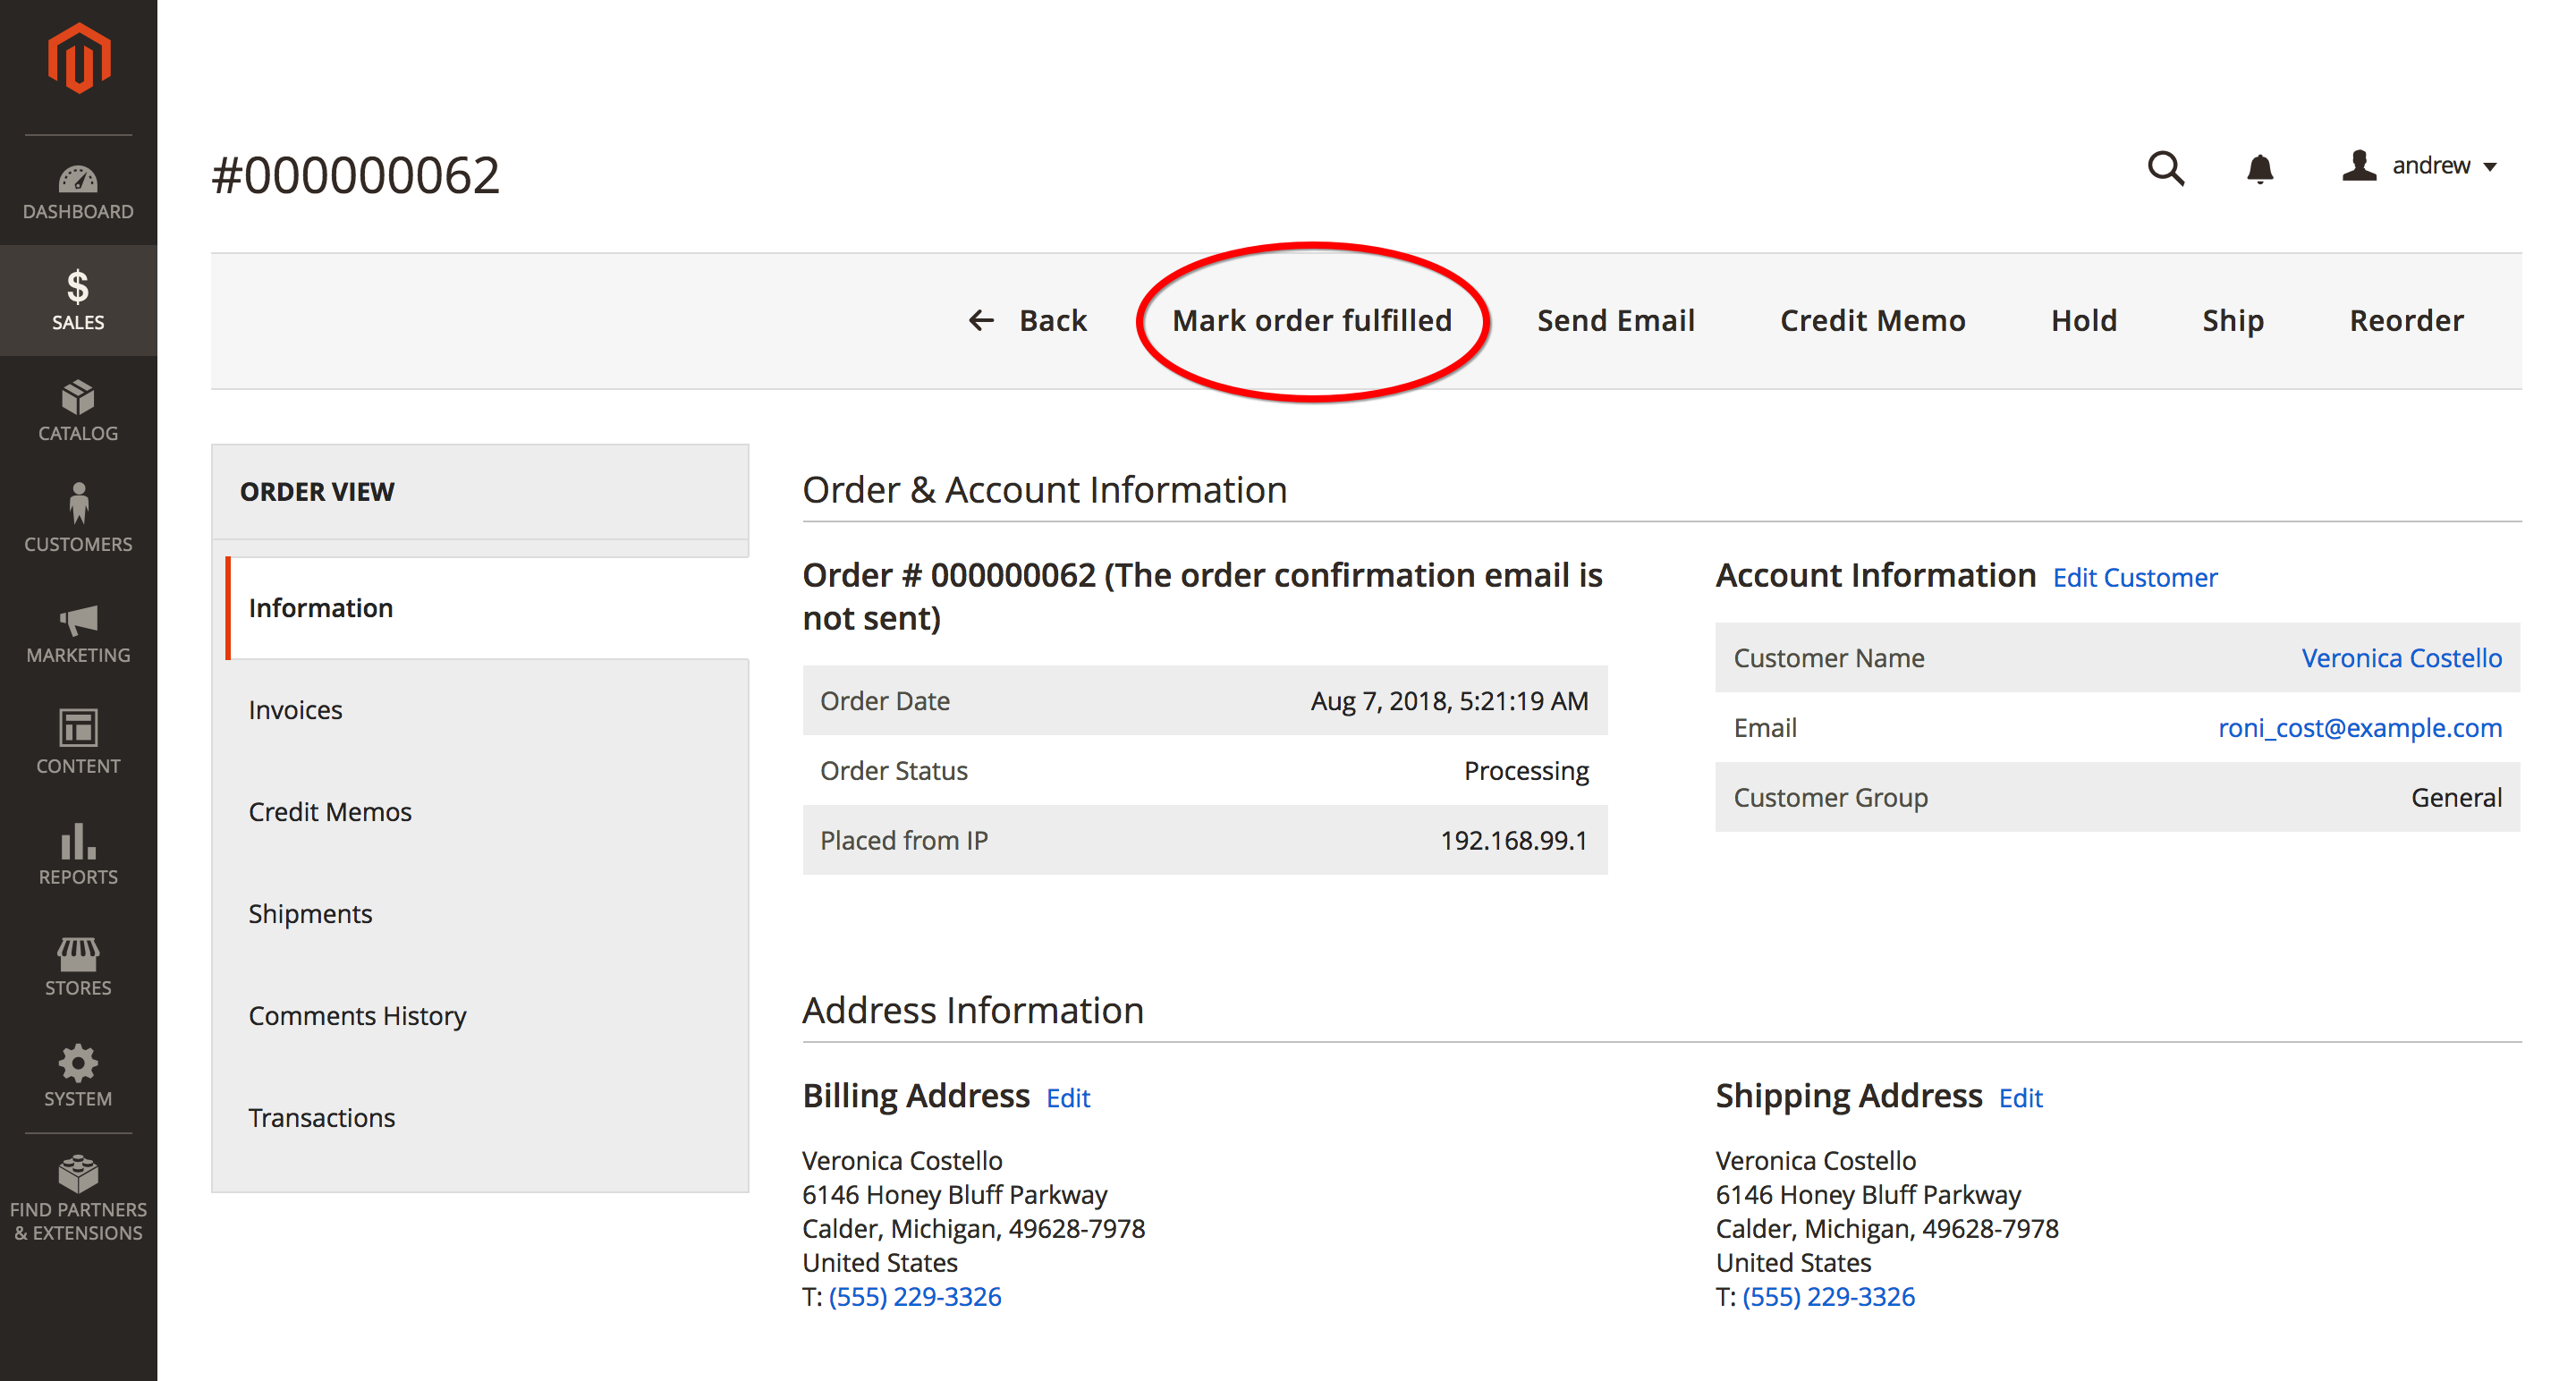 #000000062
andrew
DASHBOARD
SALES
CATALOG
CUSTOMERS
MARKETING
CONTENT
REPORTS
STORES
SYSTEM
FIND PARTNERS
& EXTENSIONS
← Back Mark order fulfilled Send Email Credit Memo Hold Ship Reorder
ORDER VIEW
Information
Invoices
Credit Memos
Shipments
Comments History
Transactions
Order & Account Information
Order # 000000062 (The order confirmation email is
not sent)
Order Date Aug 7, 2018, 5:21:19 AM
Order Status Processing
Placed from IP 192.168.99.1
Account Information Edit Customer
Customer Name Veronica Costello
Email roni_cost@example.com
Customer Group General
Address Information
Billing Address Edit
Veronica Costello
6146 Honey Bluff Parkway
Calder, Michigan, 49628-7978
United States
T: (555) 229-3326
Shipping Address Edit
Veronica Costello
6146 Honey Bluff Parkway
Calder, Michigan, 49628-7978
United States
T: (555) 229-3326